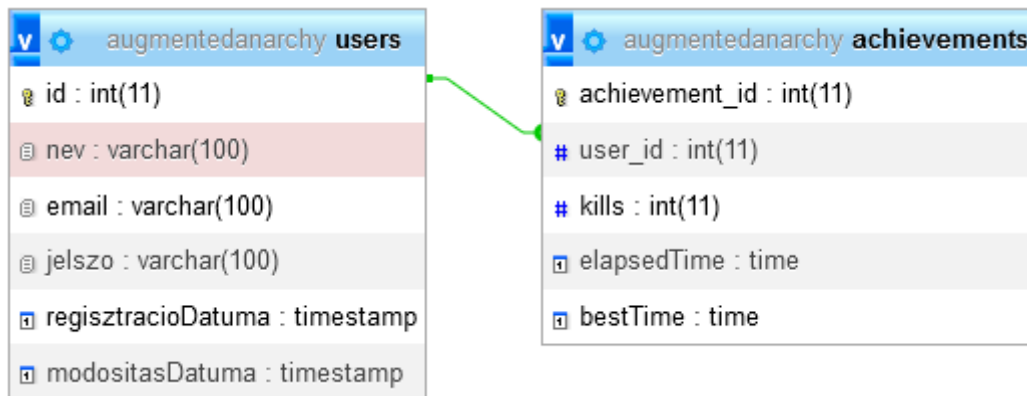 v augmentedanarchy users
id : int(11)
nev : varchar(100)
email : varchar(100)
jelszo : varchar(100)
regisztracioDatuma : timestamp
modositasDatuma : timestamp
v augmentedanarchy achievements
achievement_id : int(11)
# user_id : int(11)
# kills : int(11)
elapsedTime : time
bestTime : time